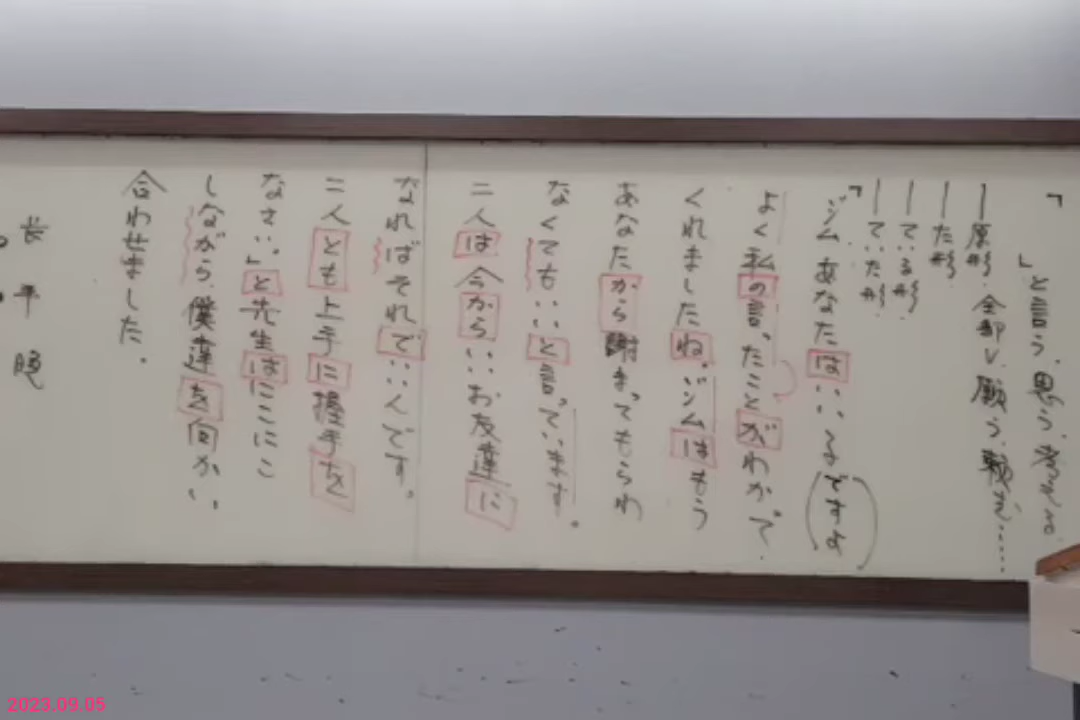 「　」と言う、思う、考える
―原形　全部V　願う、頼む……
―た形
―ている形
―ていた形
「ジム あなたはいい子(ですよ)
よく私の言ったことがわかって
くれましたね。ジムはもう
あなたから謝まってもらわ
なくてもいいと言っています。
二人は今からいいお友達に
なればそれでいいんです。
二人とも上手に握手を
なさい。」と先生はにこにこ
しながら、僕達を向かい
合わせました。
長平
2023.09.05